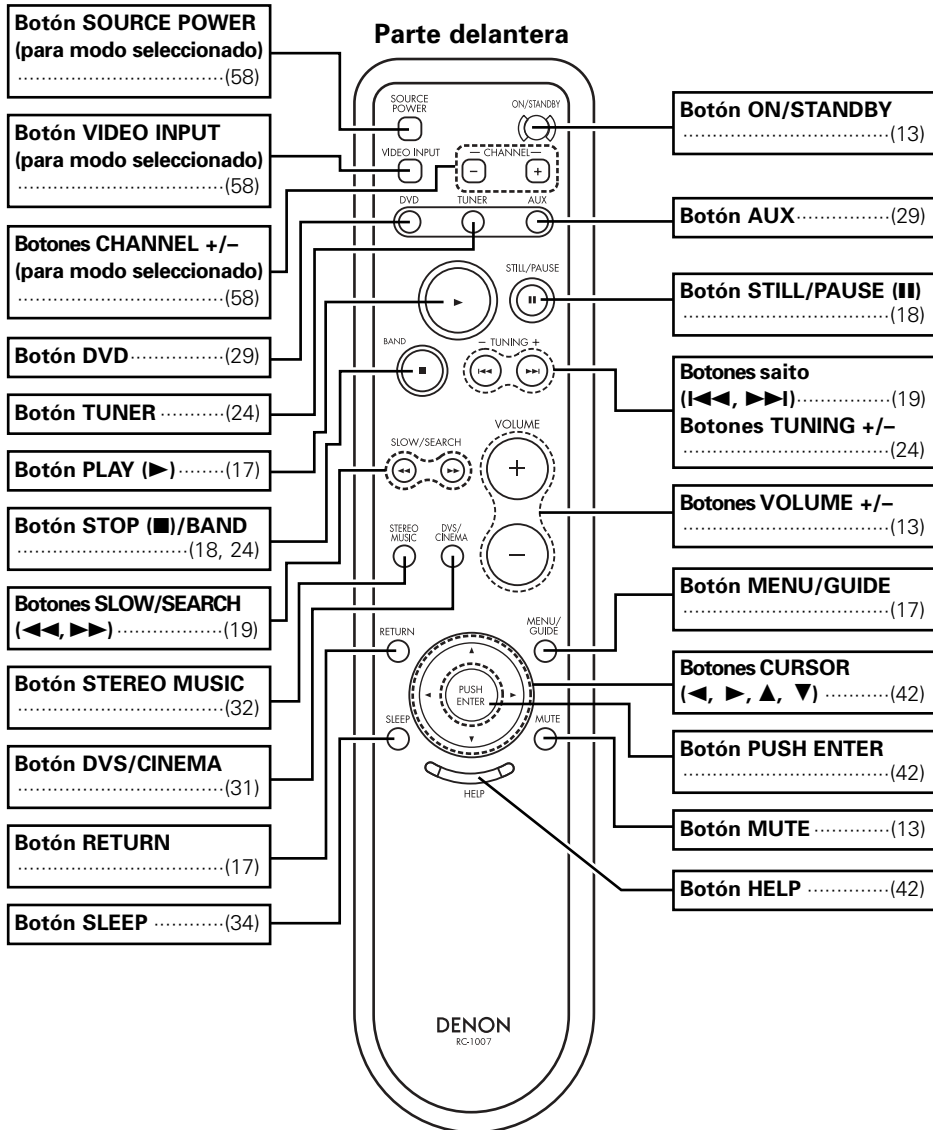 Parte delantera
Botón SOURCE POWER
(para modo seleccionado)
··································(58)
Botón VIDEO INPUT
(para modo seleccionado)
··································(58)
Botones CHANNEL +/–
(para modo seleccionado)
··································(58)
Botón DVD···············(29)
Botón TUNER ···········(24)
Botón PLAY (►)········(17)
Botón STOP (■)/BAND
····························(18, 24)
Botones SLOW/SEARCH
(◄◄, ►►) ··················(19)
Botón STEREO MUSIC
··································(32)
Botón DVS/CINEMA
··································(31)
Botón RETURN
··································(17)
Botón SLEEP ············(34)
SOURCE
POWER
ON/STANDBY
VIDEO INPUT
— CHANNEL —
− +
DVD TUNER AUX
STILL/PAUSE
► II
BAND
− TUNING +
■ I◄◄ ►►I
SLOW/SEARCH
VOLUME
◄◄ ►► +
STEREO
MUSIC
DVS/
CINEMA
−
RETURN
MENU/
GUIDE
▲
◄ PUSH
ENTER ►
▼
SLEEP
MUTE
HELP
DENON
RC-1007
Botón ON/STANDBY
··································(13)
Botón AUX···············(29)
Botón STILL/PAUSE (II)
··································(18)
Botones saito
(I◄◄, ►►I)·················(19)
Botones TUNING +/–
··································(24)
Botones VOLUME +/–
··································(13)
Botón MENU/GUIDE
··································(17)
Botones CURSOR
(◄, ►, ▲, ▼) ············(42)
Botón PUSH ENTER
··································(42)
Botón MUTE ·············(13)
Botón HELP ··············(42)